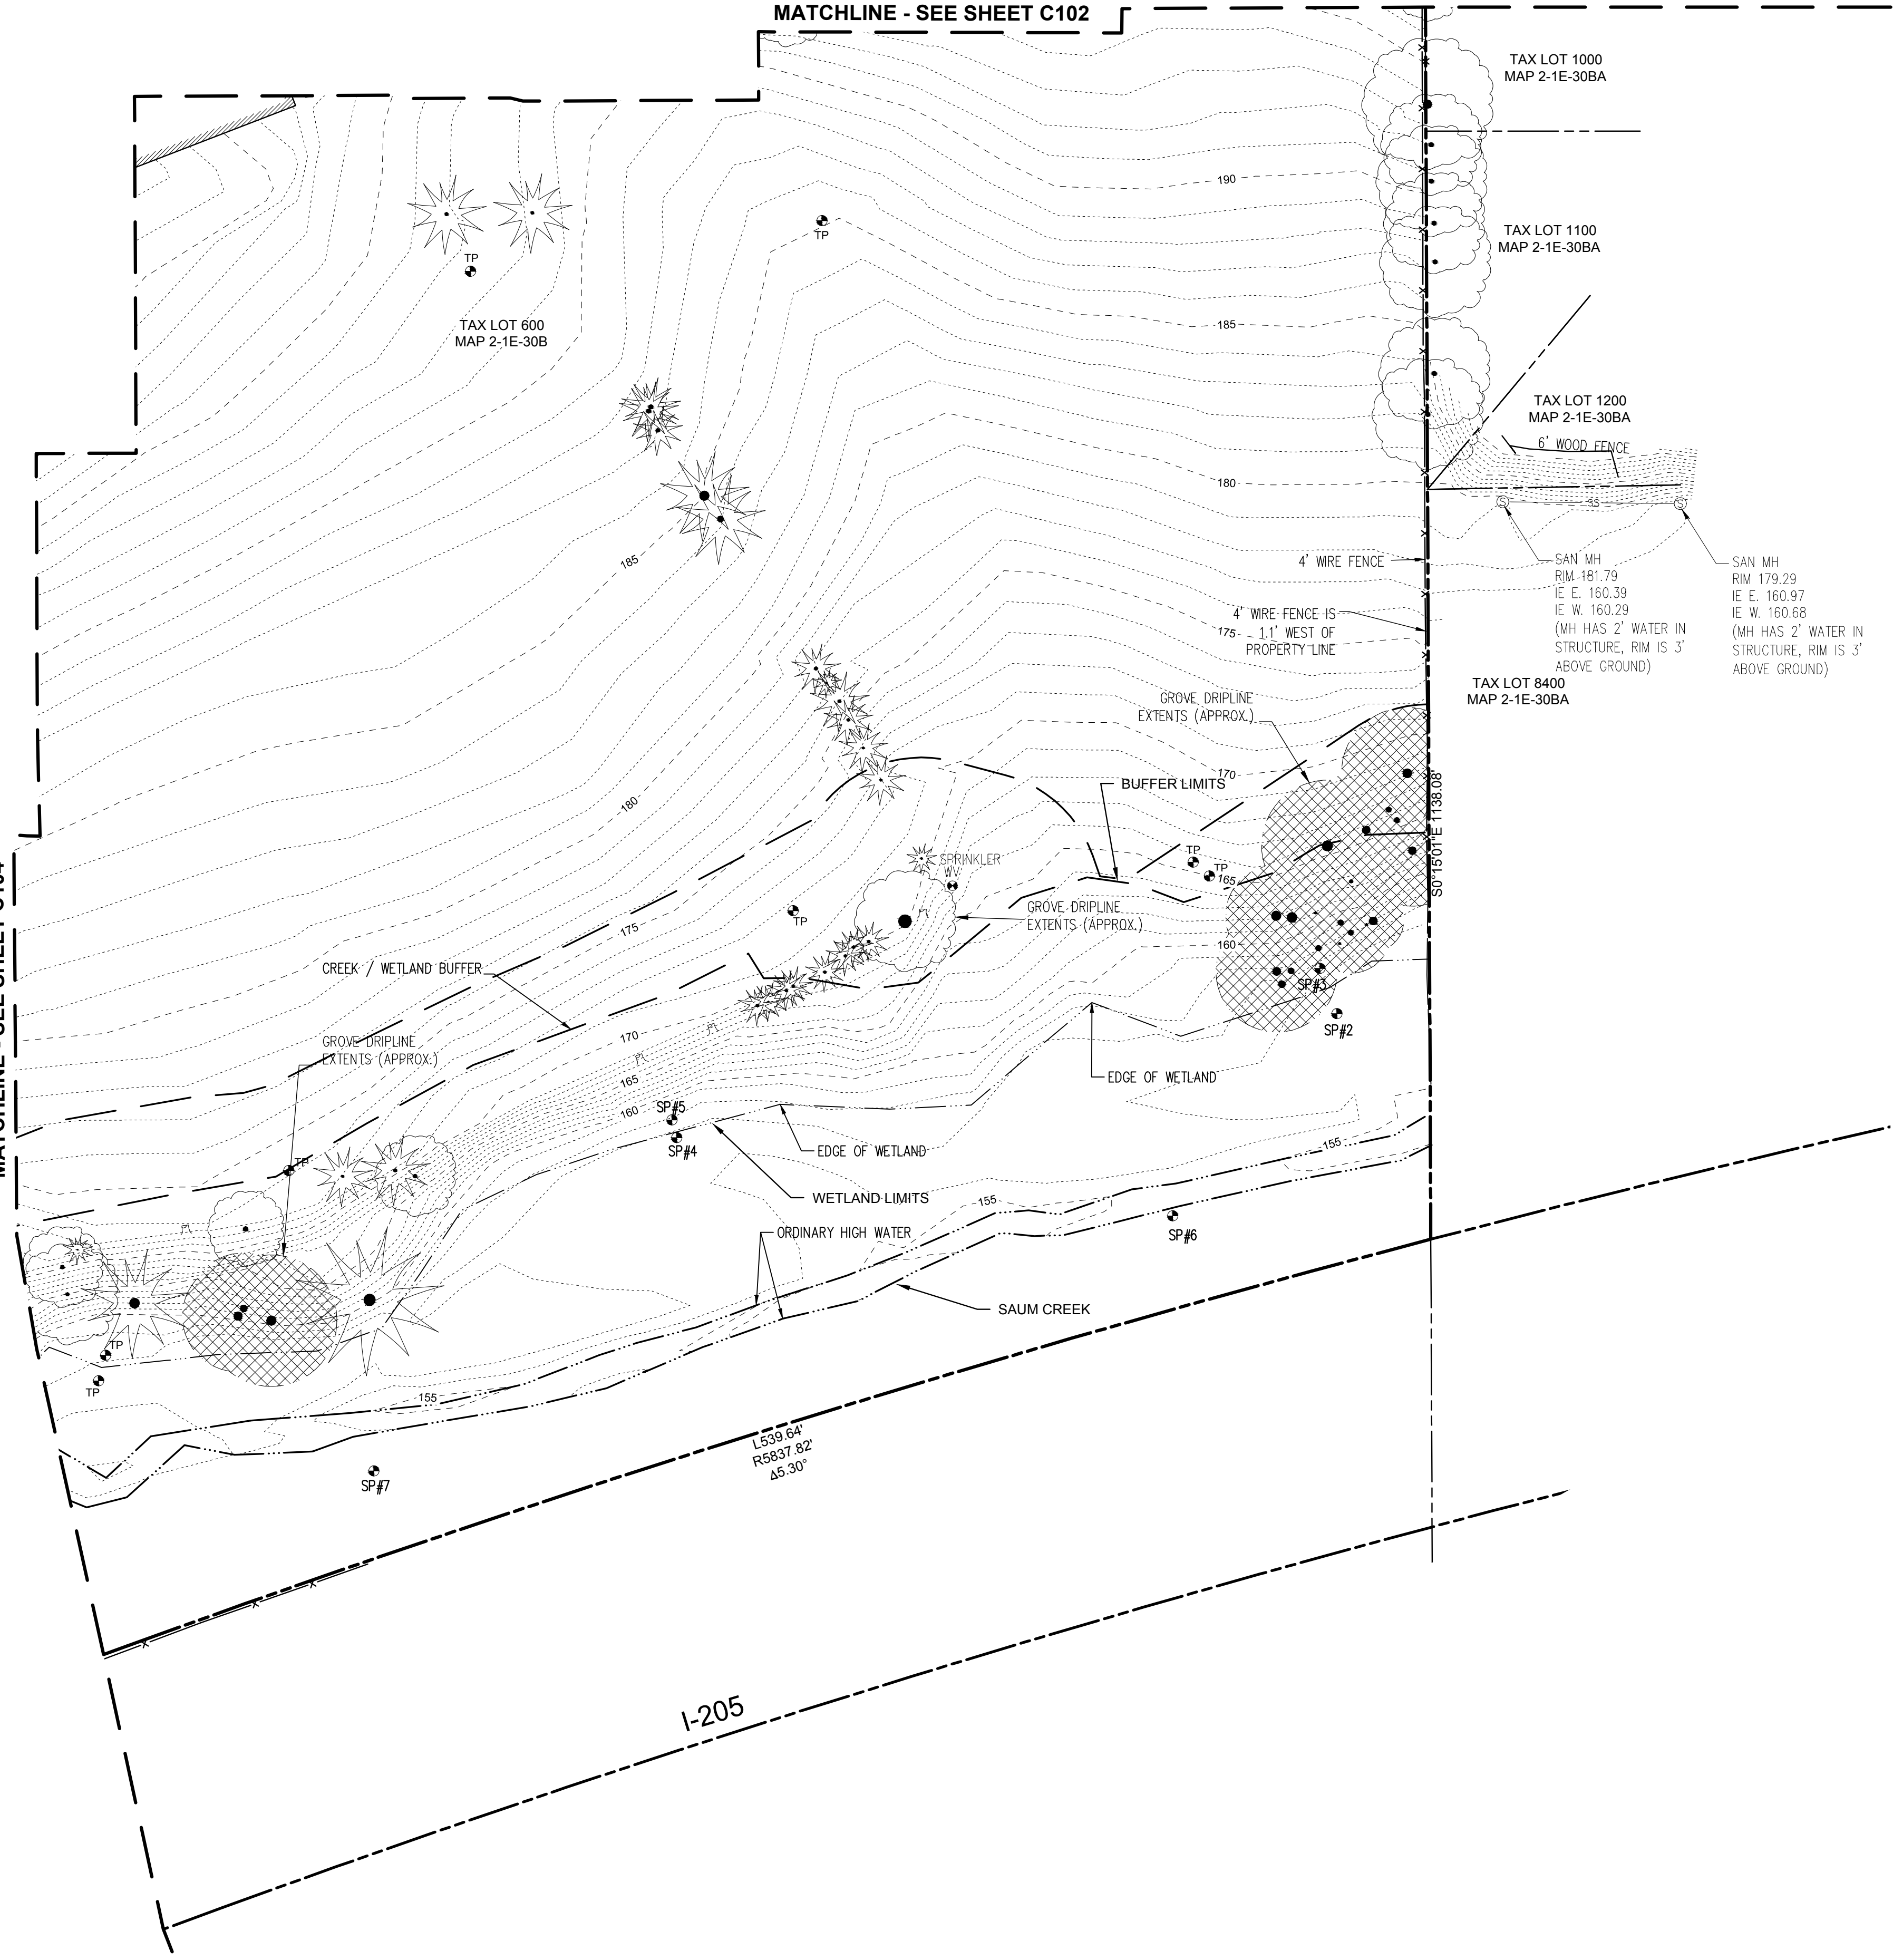 MATCHLINE - SEE SHEET C102
TAX LOT 1000
MAP 2-1E-30BA
190
TP
TAX LOT 1100
MAP 2-1E-30BA
TP
TAX LOT 600
MAP 2-1E-30B
185
TAX LOT 1200
MAP 2-1E-30BA
6' WOOD FENCE
180
SS
S
S
185
4' WIRE FENCE
SAN MH
RIM 181.79
IE E. 160.39
IE W. 160.29
(MH HAS 2' WATER IN
STRUCTURE, RIM IS 3'
ABOVE GROUND)
SAN MH
RIM 179.29
IE E. 160.97
IE W. 160.68
(MH HAS 2' WATER IN
STRUCTURE, RIM IS 3'
ABOVE GROUND)
4' WIRE FENCE IS
1.1' WEST OF
PROPERTY LINE
175
TAX LOT 8400
MAP 2-1E-30BA
GROVE DRIPLINE
EXTENTS (APPROX.)
170
BUFFER LIMITS
S0°15'01"E 1138.08'
180
SPRINKLER
WV
TP
TP
165
GROVE DRIPLINE
EXTENTS (APPROX.)
TP
175
160
CREEK / WETLAND BUFFER
SP#3
SP#2
170
GROVE DRIPLINE
EXTENTS (APPROX.)
165
EDGE OF WETLAND
SP#5
160
SP#4
EDGE OF WETLAND
155
TP
WETLAND LIMITS
155
ORDINARY HIGH WATER
SP#6
SAUM CREEK
TP
TP
155
L539.64'
R5837.82'
Δ5.30°
SP#7
I-205